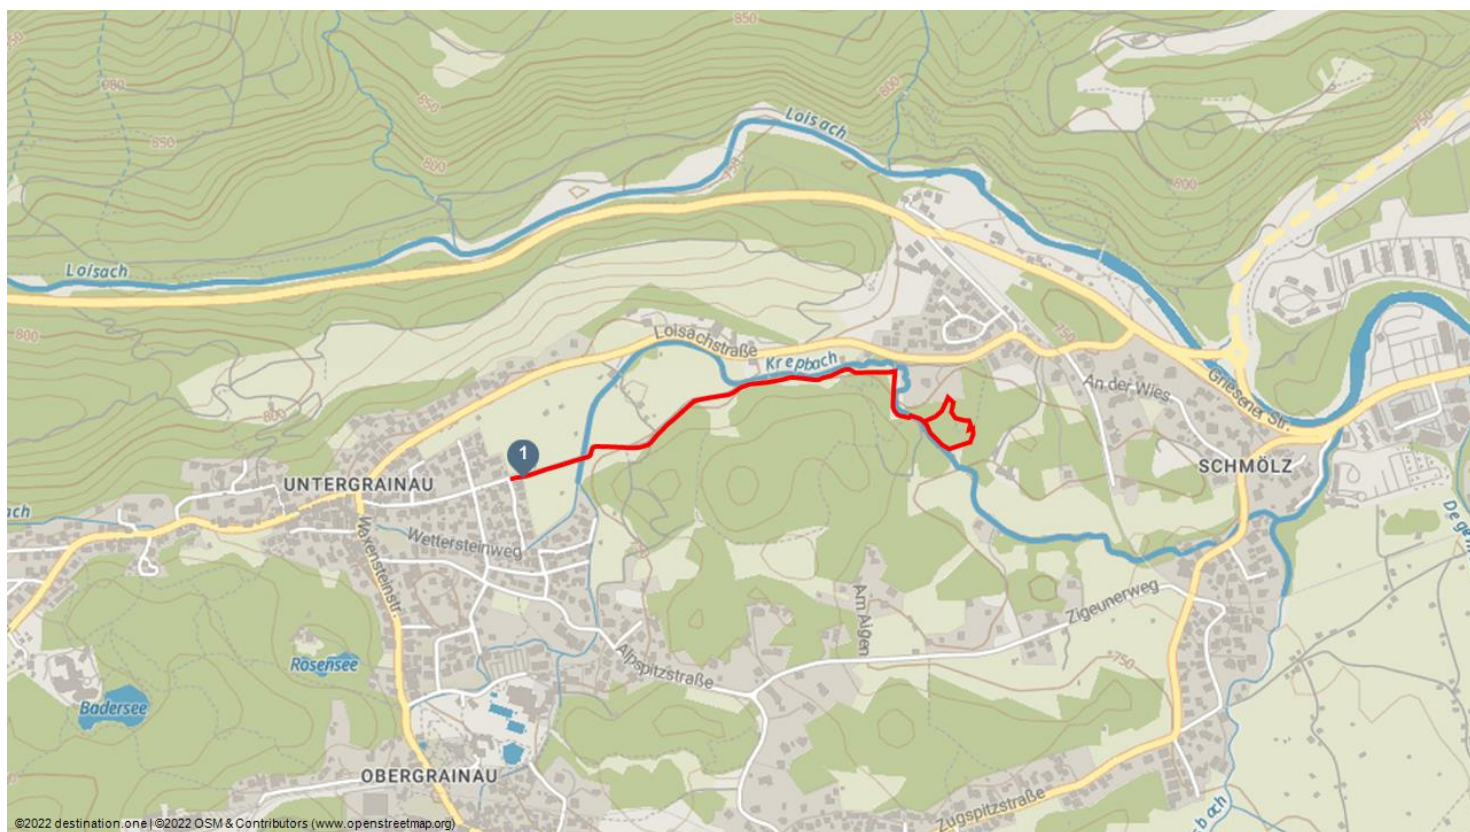 850
850
980
850
850
800
Loisach
750
800
750
800
Loisach
800
Loisachstraße
Krepbach
750
An der Wies
Griesener Str.
800
1
SCHMÖLZ
UNTERGRAINAU
Wettersteinweg
Waxensteinstr.
Am Aigen
Zigeunerweg
Rosensee
Alpspitzstraße
750
Badersee
OBERGRAINAU
Zugspitzstraße
©2022 destination.one | ©2022 OSM & Contributors (www.openstreetmap.org)